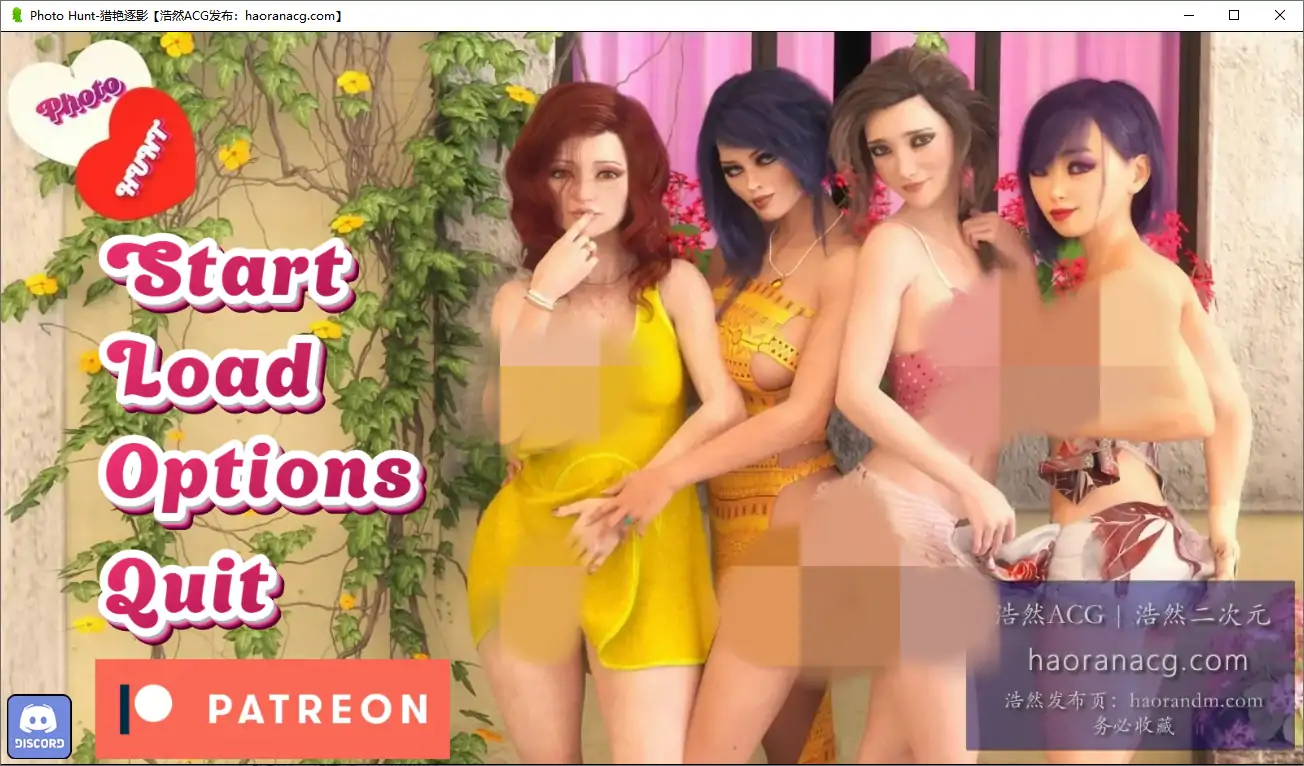 Photo Hunt-猎艳逐影【浩然ACG发布：haoranacg.com】
Photo
HUNT
Start
Load
Options
Quit
PATREON
DISCORD
浩然ACG | 浩然二次元
haoranacg.com
浩然发布页：haorandm.com
务必收藏